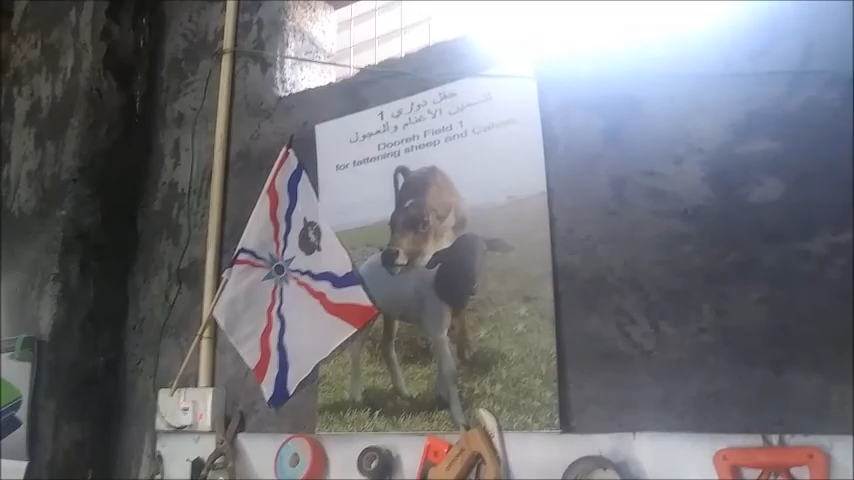 حقل دوري 1
لتسمين الأغنام والعجول
Dooreh Field 1
for fattening sheep and Calves